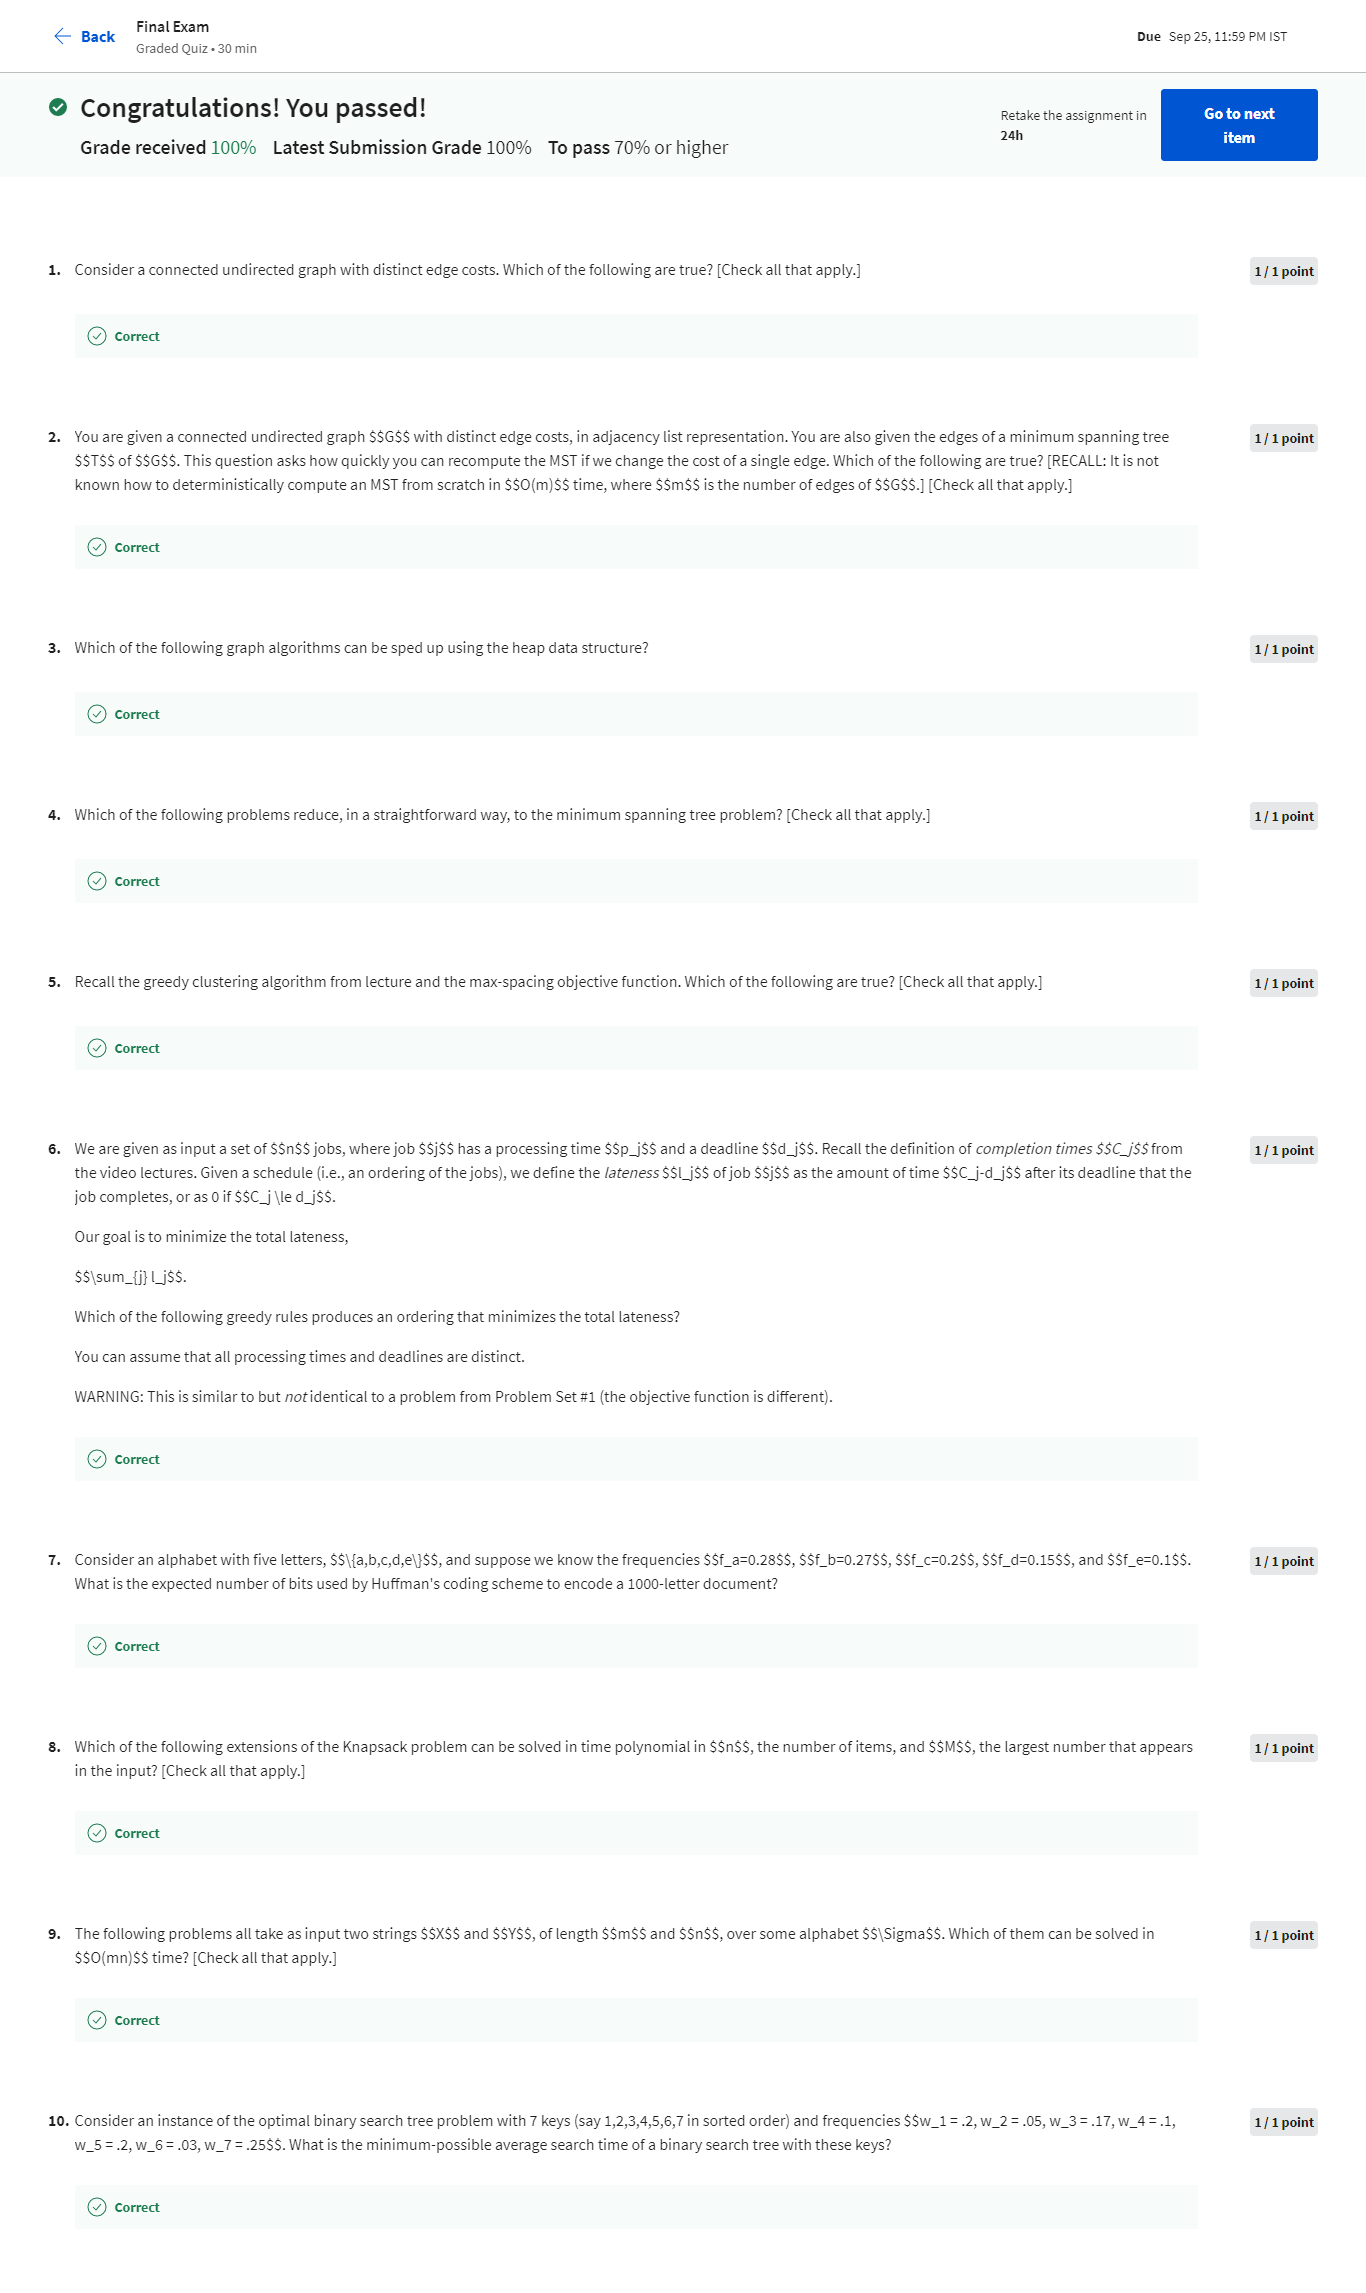 Back
Final Exam
Graded Quiz • 30 min
Due Sep 25, 11:59 PM IST
Congratulations! You passed!
Grade received 100% Latest Submission Grade 100% To pass 70% or higher
Retake the assignment in
24h
Go to next
item
1. Consider a connected undirected graph with distinct edge costs. Which of the following are true? [Check all that apply.]
1 / 1 point
Correct
2. You are given a connected undirected graph $$G$$ with distinct edge costs, in adjacency list representation. You are also given the edges of a minimum spanning tree
1 / 1 point
$$T$$ of $$G$$. This question asks how quickly you can recompute the MST if we change the cost of a single edge. Which of the following are true? [RECALL: It is not
known how to deterministically compute an MST from scratch in $$O(m)$$ time, where $$m$$ is the number of edges of $$G$$.] [Check all that apply.]
Correct
3. Which of the following graph algorithms can be sped up using the heap data structure?
1 / 1 point
Correct
4. Which of the following problems reduce, in a straightforward way, to the minimum spanning tree problem? [Check all that apply.]
1 / 1 point
Correct
5. Recall the greedy clustering algorithm from lecture and the max-spacing objective function. Which of the following are true? [Check all that apply.]
1 / 1 point
Correct
6. We are given as input a set of $$n$$ jobs, where job $$j$$ has a processing time $$p_j$$ and a deadline $$d_j$$. Recall the definition of completion times $$C_j$$ from
1 / 1 point
the video lectures. Given a schedule (i.e., an ordering of the jobs), we define the lateness $$l_j$$ of job $$j$$ as the amount of time $$C_j-d_j$$ after its deadline that the
job completes, or as 0 if $$C_j \le d_j$$.
Our goal is to minimize the total lateness,
$$\sum_{j} l_j$$.
Which of the following greedy rules produces an ordering that minimizes the total lateness?
You can assume that all processing times and deadlines are distinct.
WARNING: This is similar to but not identical to a problem from Problem Set #1 (the objective function is different).
Correct
7. Consider an alphabet with five letters, $$\{a,b,c,d,e\}$$, and suppose we know the frequencies $$f_a=0.28$$, $$f_b=0.27$$, $$f_c=0.2$$, $$f_d=0.15$$, and $$f_e=0.1$$.
1 / 1 point
What is the expected number of bits used by Huffman's coding scheme to encode a 1000-letter document?
Correct
8. Which of the following extensions of the Knapsack problem can be solved in time polynomial in $$n$$, the number of items, and $$M$$, the largest number that appears
1 / 1 point
in the input? [Check all that apply.]
Correct
9. The following problems all take as input two strings $$X$$ and $$Y$$, of length $$m$$ and $$n$$, over some alphabet $$\Sigma$$. Which of them can be solved in
1 / 1 point
$$O(mn)$$ time? [Check all that apply.]
Correct
10. Consider an instance of the optimal binary search tree problem with 7 keys (say 1,2,3,4,5,6,7 in sorted order) and frequencies $$w_1 = .2, w_2 = .05, w_3 = .17, w_4 = .1,
1 / 1 point
w_5 = .2, w_6 = .03, w_7 = .25$$. What is the minimum-possible average search time of a binary search tree with these keys?
Correct